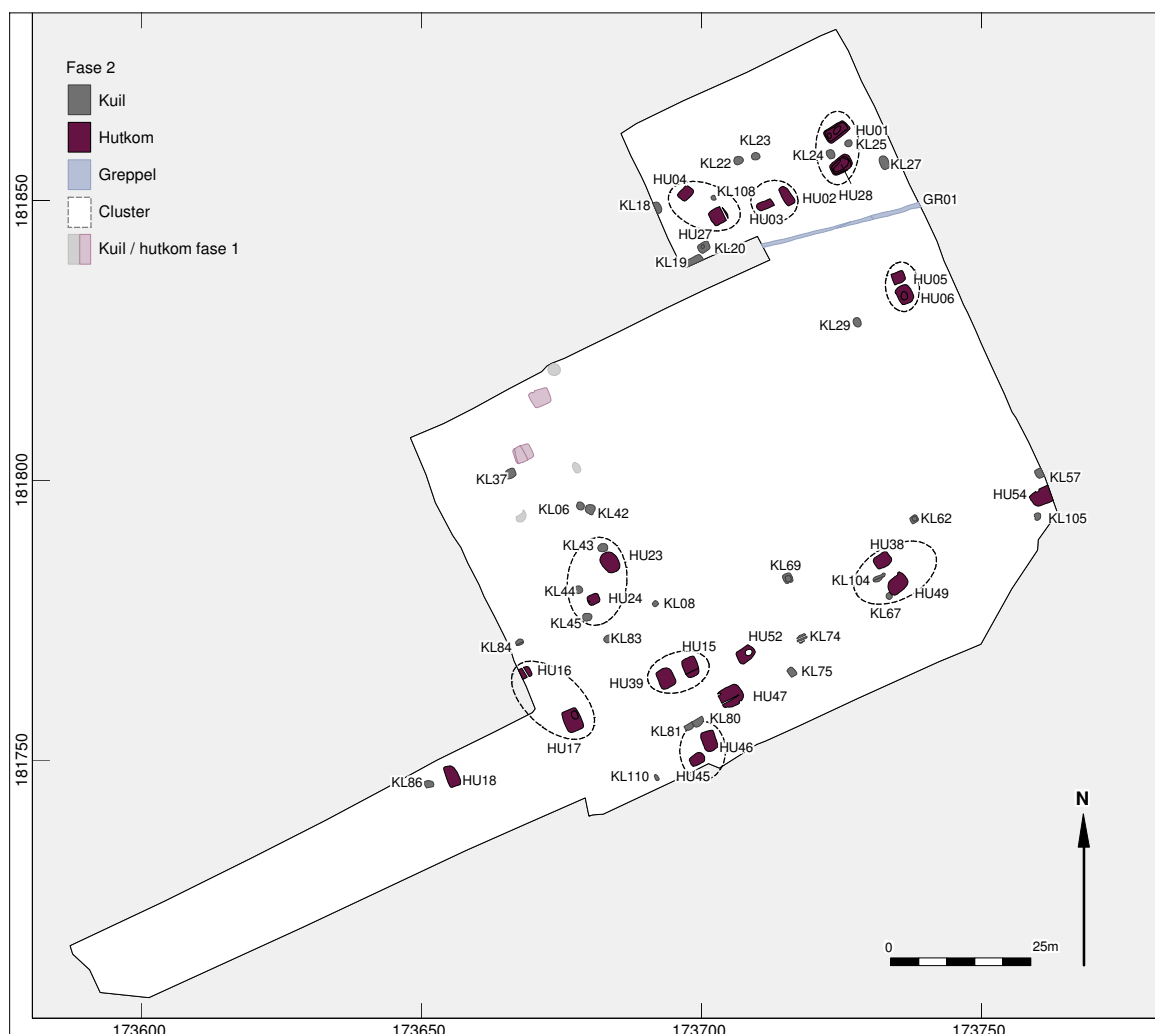 Fase 2
Kuil
Hutkom
Greppel
Cluster
Kuil / hutkom fase 1
HU01
KL23
KL25
KL24
KL22
KL27
HU04
KL108
HU02
HU28
GR01
KL18
HU03
HU27
KL20
KL19
HU05
HU06
KL29
KL37
KL57
HU54
KL06
KL42
KL105
KL62
KL43
HU23
HU38
KL69
KL104
KL44
HU24
KL08
HU49
KL67
KL45
KL84
KL83
HU15
HU52
KL74
HU16
HU39
KL75
HU47
KL80
KL81
HU17
HU46
KL86
HU18
KL110
HU45
N
0
25m
181850
181800
181750
173600
173650
173700
173750